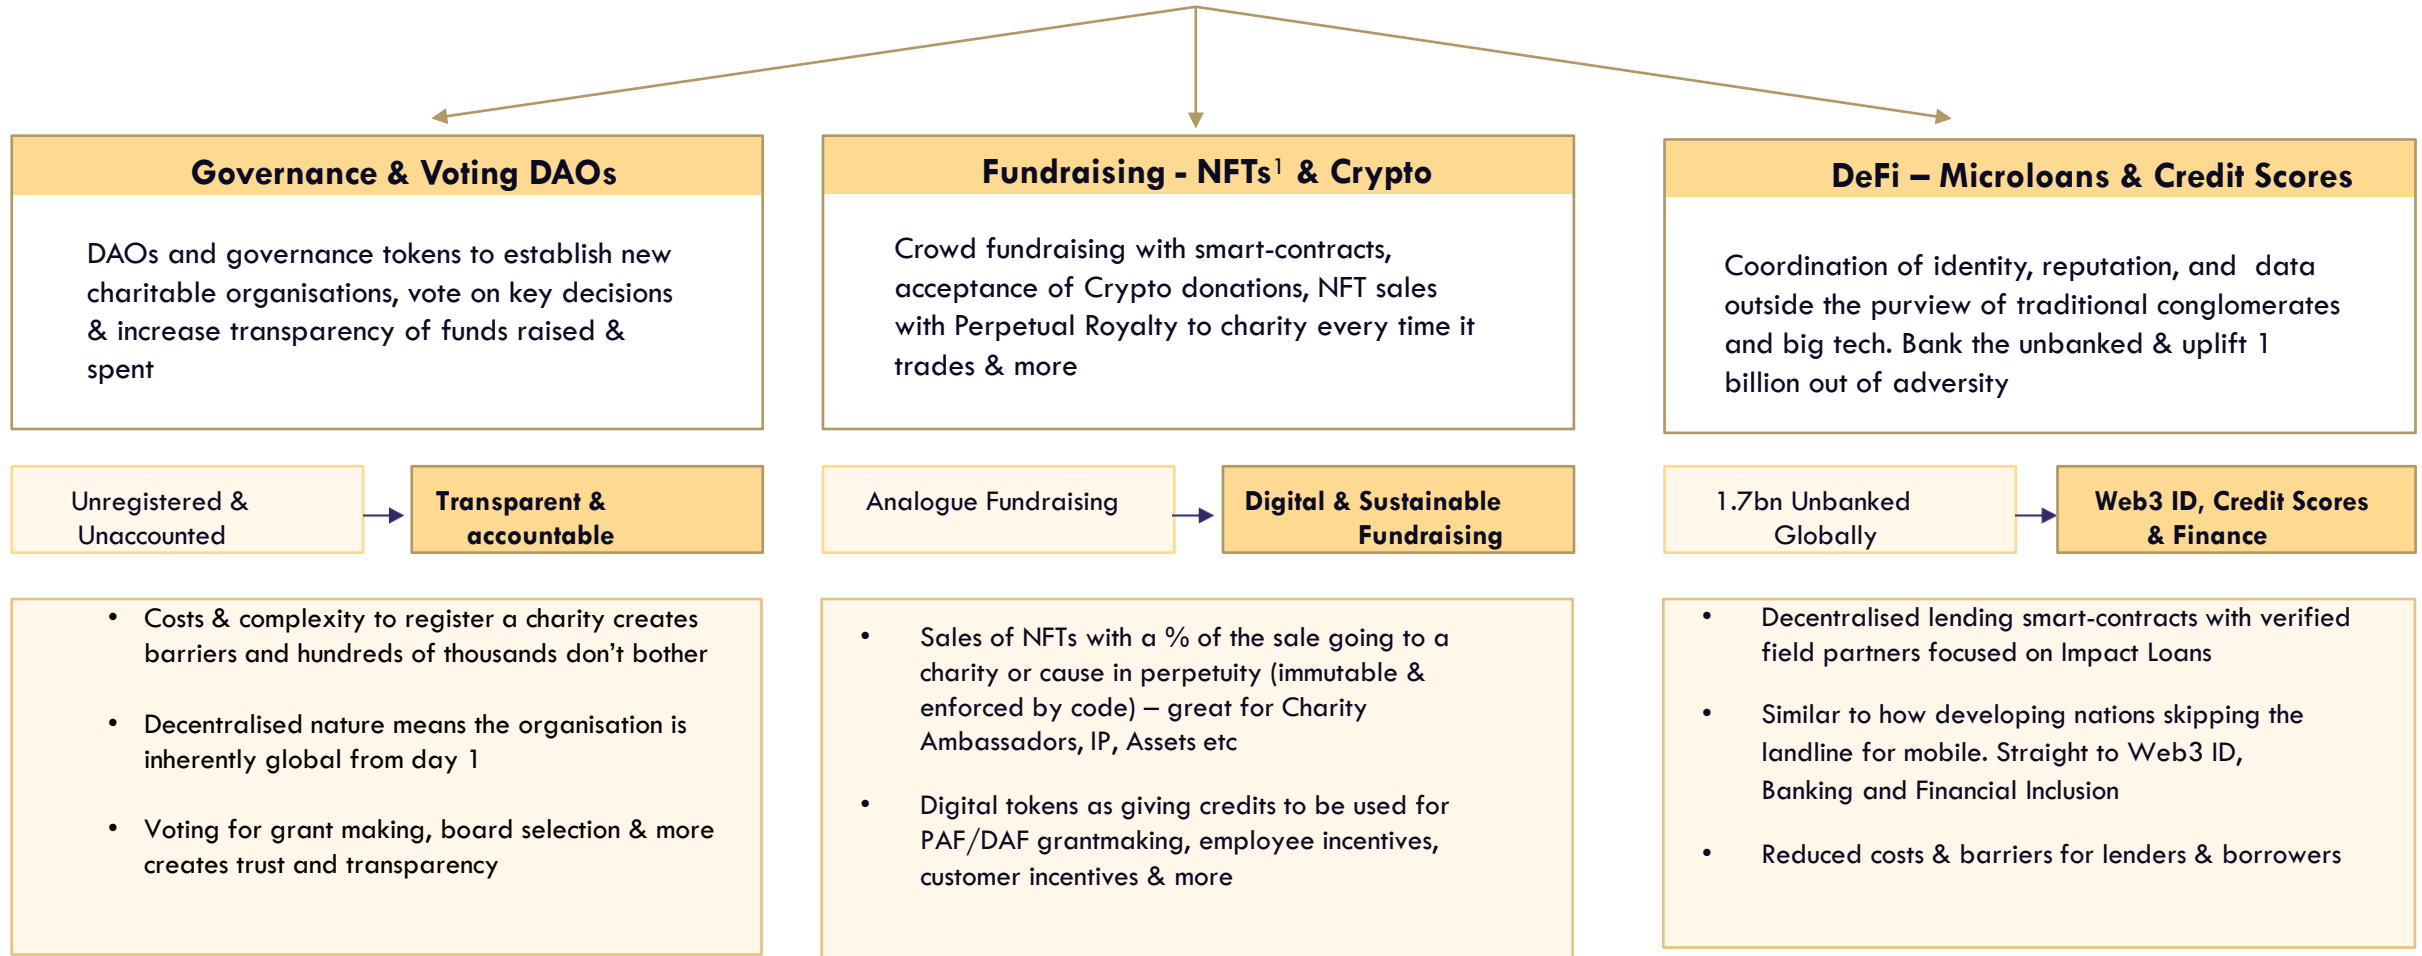 Governance & Voting DAOs
DAOs and governance tokens to establish new
charitable organisations, vote on key decisions
& increase transparency of funds raised &
spent
Unregistered &
Unaccounted
Transparent &
accountable
• Costs & complexity to register a charity creates
barriers and hundreds of thousands don't bother
• Decentralised nature means the organisation is
inherently global from day 1
• Voting for grant making, board selection & more
creates trust and transparency
Fundraising - NFTs¹ & Crypto
Crowd fundraising with smart-contracts,
acceptance of Crypto donations, NFT sales
with Perpetual Royalty to charity every time it
trades & more
Analogue Fundraising
Digital & Sustainable
Fundraising
• Sales of NFTs with a % of the sale going to a
charity or cause in perpetuity (immutable &
enforced by code) – great for Charity
Ambassadors, IP, Assets etc
• Digital tokens as giving credits to be used for
PAF/DAF grantmaking, employee incentives,
customer incentives & more
DeFi – Microloans & Credit Scores
Coordination of identity, reputation, and data
outside the purview of traditional conglomerates
and big tech. Bank the unbanked & uplift 1
billion out of adversity
1.7bn Unbanked
Globally
Web3 ID, Credit Scores
& Finance
• Decentralised lending smart-contracts with verified
field partners focused on Impact Loans
• Similar to how developing nations skipping the
landline for mobile. Straight to Web3 ID,
Banking and Financial Inclusion
• Reduced costs & barriers for lenders & borrowers